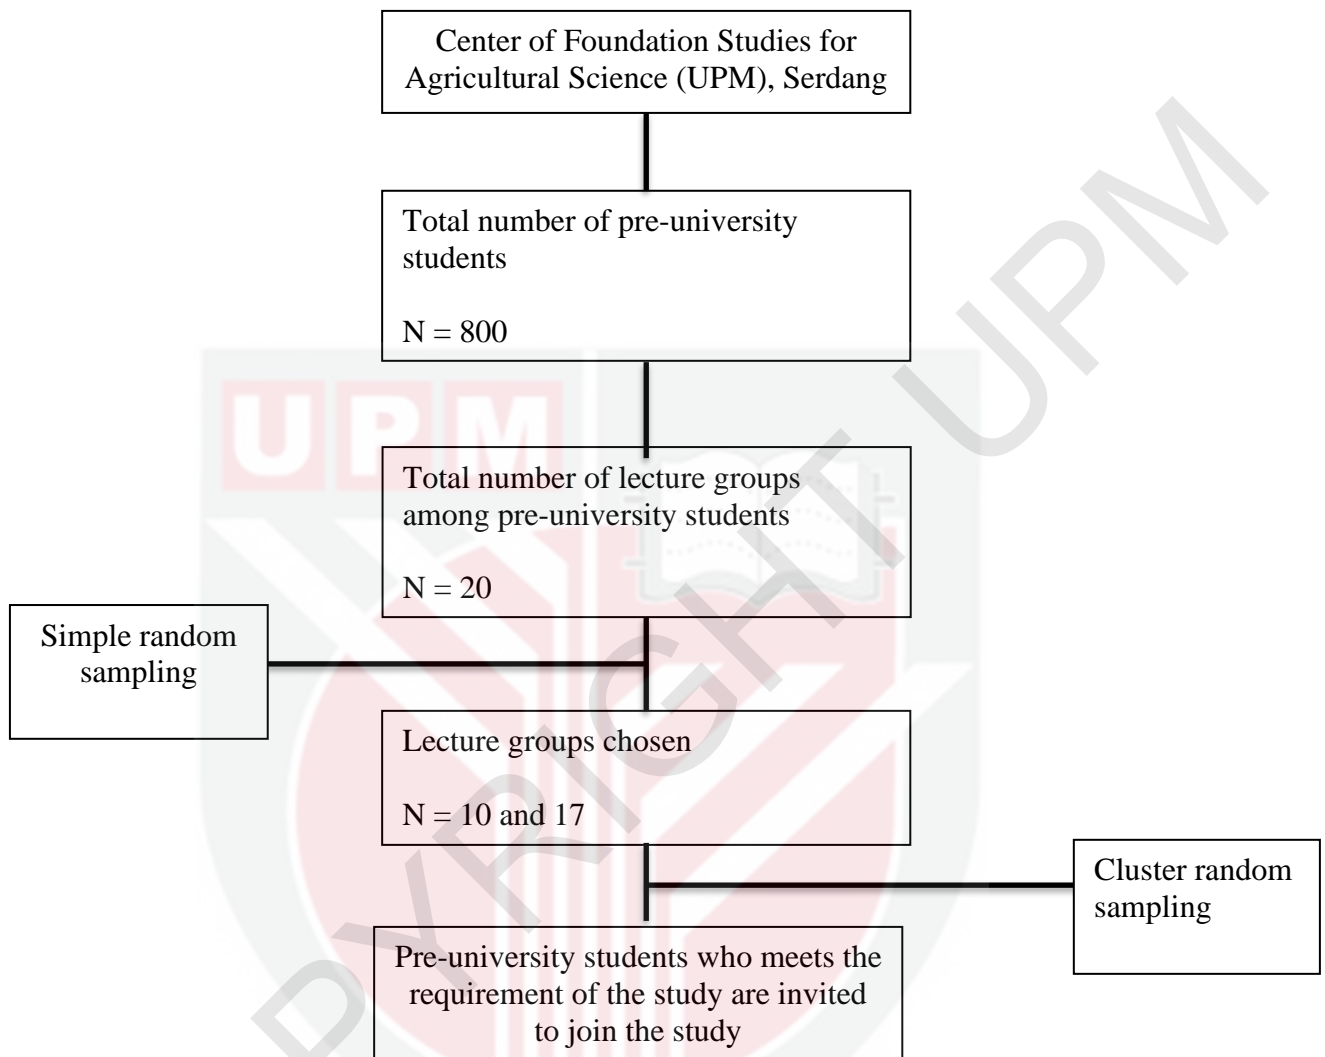 Center of Foundation Studies for
Agricultural Science (UPM), Serdang
Total number of pre-university
students
N = 800
UPM
Total number of lecture groups
among pre-university students
N = 20
Simple random
sampling
Lecture groups chosen
N = 10 and 17
Cluster random
sampling
Pre-university students who meets the
requirement of the study are invited
to join the study
PYRIGHT UPM